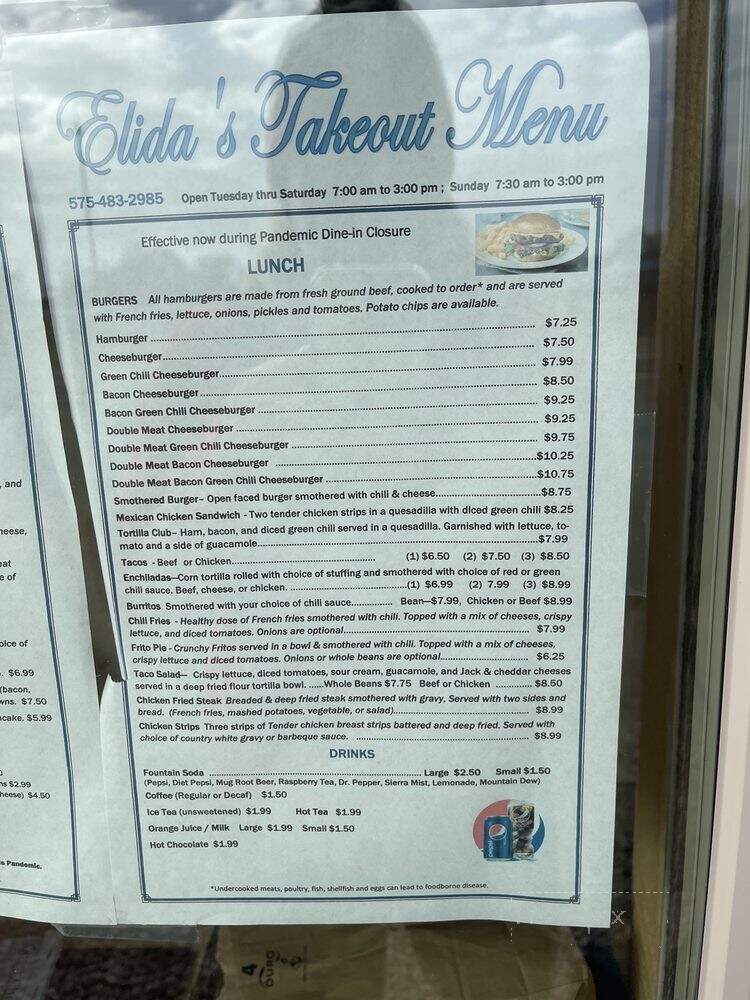 Elida's Takeout Menu
575-483-2985 Open Tuesday thru Saturday 7:00 am to 3:00 pm ; Sunday 7:30 am to 3:00 pm
Effective now during Pandemic Dine-in Closure
LUNCH
BURGERS All hamburgers are made from fresh ground beef, cooked to order* and are served
with French fries, lettuce, onions, pickles and tomatoes. Potato chips are available.
Hamburger ........ $7.25
Cheeseburger........ $7.50
Green Chili Cheeseburger........ $7.99
Bacon Cheeseburger........ $8.50
Bacon Green Chili Cheeseburger ........ $9.25
Double Meat Cheeseburger ........ $9.25
Double Meat Green Chili Cheeseburger ........ $9.75
Double Meat Bacon Cheeseburger ........$10.25
Double Meat Bacon Green Chili Cheeseburger ........$10.75
Smothered Burger– Open faced burger smothered with chili & cheese........$8.75
Mexican Chicken Sandwich - Two tender chicken strips in a quesadilla with diced green chili $8.25
Tortilla Club– Ham, bacon, and diced green chili served in a quesadilla. Garnished with lettuce, to-
mato and a side of guacamole........$7.99
Tacos - Beef or Chicken........ (1) $6.50 (2) $7.50 (3) $8.50
Enchiladas—Corn tortilla rolled with choice of stuffing and smothered with choice of red or green
chili sauce. Beef, cheese, or chicken. ........(1) $6.99 (2) 7.99 (3) $8.99
Burritos Smothered with your choice of chili sauce........ Bean—$7.99, Chicken or Beef $8.99
Chili Fries - Healthy dose of French fries smothered with chili. Topped with a mix of cheeses, crispy
lettuce, and diced tomatoes. Onions are optional........ $7.99
Frito Pie - Crunchy Fritos served in a bowl & smothered with chili. Topped with a mix of cheeses,
crispy lettuce and diced tomatoes. Onions or whole beans are optional........ $6.25
Taco Salad— Crispy lettuce, diced tomatoes, sour cream, guacamole, and Jack & cheddar cheeses
served in a deep fried flour tortilla bowl. ......Whole Beans $7.75 Beef or Chicken ........ $8.50
Chicken Fried Steak Breaded & deep fried steak smothered with gravy, Served with two sides and
bread. (French fries, mashed potatoes, vegetable, or salad)........ $8.99
Chicken Strips Three strips of Tender chicken breast strips battered and deep fried. Served with
choice of country white gravy or barbeque sauce. ........ $8.99
DRINKS
Fountain Soda ........ Large $2.50 Small $1.50
(Pepsi, Diet Pepsi, Mug Root Beer, Raspberry Tea, Dr. Pepper, Sierra Mist, Lemonade, Mountain Dew)
Coffee (Regular or Decaf) $1.50
Ice Tea (unsweetened) $1.99 Hot Tea $1.99
Orange Juice / Milk Large $1.99 Small $1.50
Hot Chocolate $1.99
*Undercooked meats, poultry, fish, shellfish and eggs can lead to foodborne disease.
, and
$6.99
(bacon,
$7.50
$5.99
$2.99
$4.50
Pandemic.
4
DURO